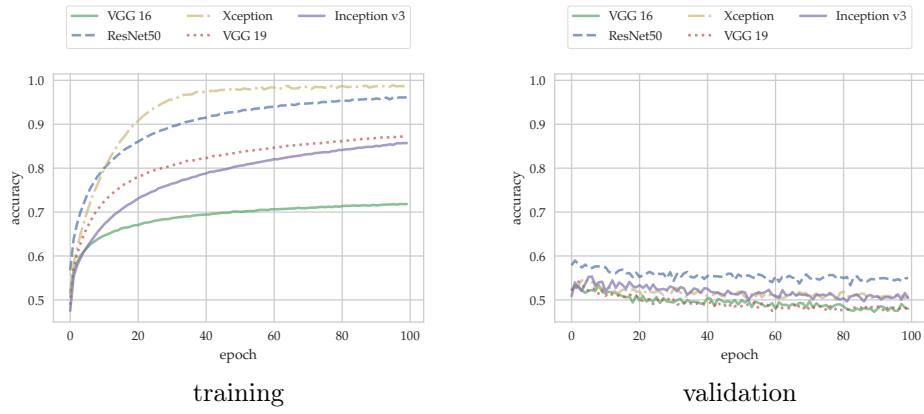 VGG 16 Xception Inception v3
ResNet50 VGG 19
1.0
0.9
0.8
0.7
0.6
0.5
accuracy
0 20 40 60 80 100
epoch
training
VGG 16 Xception Inception v3
ResNet50 VGG 19
1.0
0.9
0.8
0.7
0.6
0.5
accuracy
0 20 40 60 80 100
epoch
validation